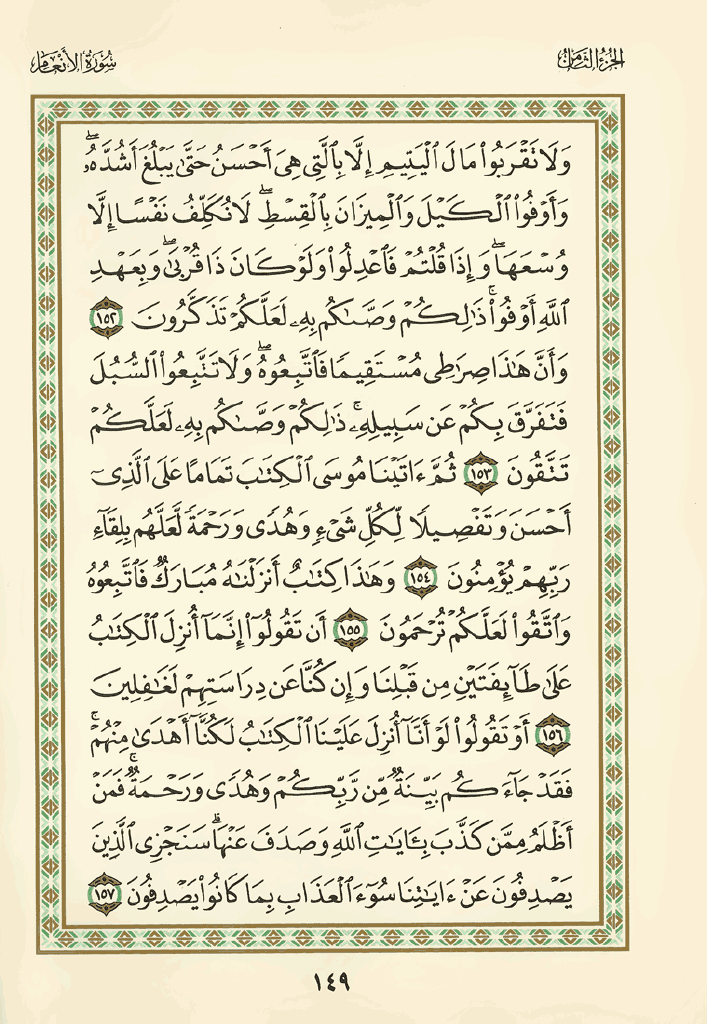 الجزء الثامن
سورة الأنعام
وَلَا تَقْرَبُوا۟ مَالَ ٱلْيَتِيمِ إِلَّا بِٱلَّتِى هِىَ أَحْسَنُ حَتَّىٰ يَبْلُغَ أَشُدَّهُۥ ۖ
وَأَوْفُوا۟ ٱلْكَيْلَ وَٱلْمِيزَانَ بِٱلْقِسْطِ ۖ لَا نُكَلِّفُ نَفْسًا إِلَّا
وُسْعَهَا ۖ وَإِذَا قُلْتُمْ فَٱعْدِلُوا۟ وَلَوْ كَانَ ذَا قُرْبَىٰ ۖ وَبِعَهْدِ
ٱللَّهِ أَوْفُوا۟ ۚ ذَٰلِكُمْ وَصَّىٰكُم بِهِۦ لَعَلَّكُمْ تَذَكَّرُونَ ١٥٢
وَأَنَّ هَٰذَا صِرَٰطِى مُسْتَقِيمًا فَٱتَّبِعُوهُ ۖ وَلَا تَتَّبِعُوا۟ ٱلسُّبُلَ
فَتَفَرَّقَ بِكُمْ عَن سَبِيلِهِۦ ۚ ذَٰلِكُمْ وَصَّىٰكُم بِهِۦ لَعَلَّكُمْ
تَتَّقُونَ ١٥٣ ثُمَّ ءَاتَيْنَا مُوسَى ٱلْكِتَٰبَ تَمَامًا عَلَى ٱلَّذِىٓ
أَحْسَنَ وَتَفْصِيلًا لِّكُلِّ شَىْءٍ وَهُدًى وَرَحْمَةً لَّعَلَّهُم بِلِقَآءِ
رَبِّهِمْ يُؤْمِنُونَ ١٥٤ وَهَٰذَا كِتَٰبٌ أَنزَلْنَٰهُ مُبَارَكٌ فَٱتَّبِعُوهُ
وَٱتَّقُوا۟ لَعَلَّكُمْ تُرْحَمُونَ ١٥٥ أَن تَقُولُوٓا۟ إِنَّمَآ أُنزِلَ ٱلْكِتَٰبُ
عَلَىٰ طَآئِفَتَيْنِ مِن قَبْلِنَا وَإِن كُنَّا عَن دِرَاسَتِهِمْ لَغَٰفِلِينَ
١٥٦ أَوْ تَقُولُوا۟ لَوْ أَنَّآ أُنزِلَ عَلَيْنَا ٱلْكِتَٰبُ لَكُنَّآ أَهْدَىٰ مِنْهُمْ ۚ
فَقَدْ جَآءَكُم بَيِّنَةٌ مِّن رَّبِّكُمْ وَهُدًى وَرَحْمَةٌ ۚ فَمَنْ
أَظْلَمُ مِمَّن كَذَّبَ بِـَٔايَٰتِ ٱللَّهِ وَصَدَفَ عَنْهَا ۗ سَنَجْزِى ٱلَّذِينَ
يَصْدِفُونَ عَنْ ءَايَٰتِنَا سُوٓءَ ٱلْعَذَابِ بِمَا كَانُوا۟ يَصْدِفُونَ ١٥٧
١٤٩